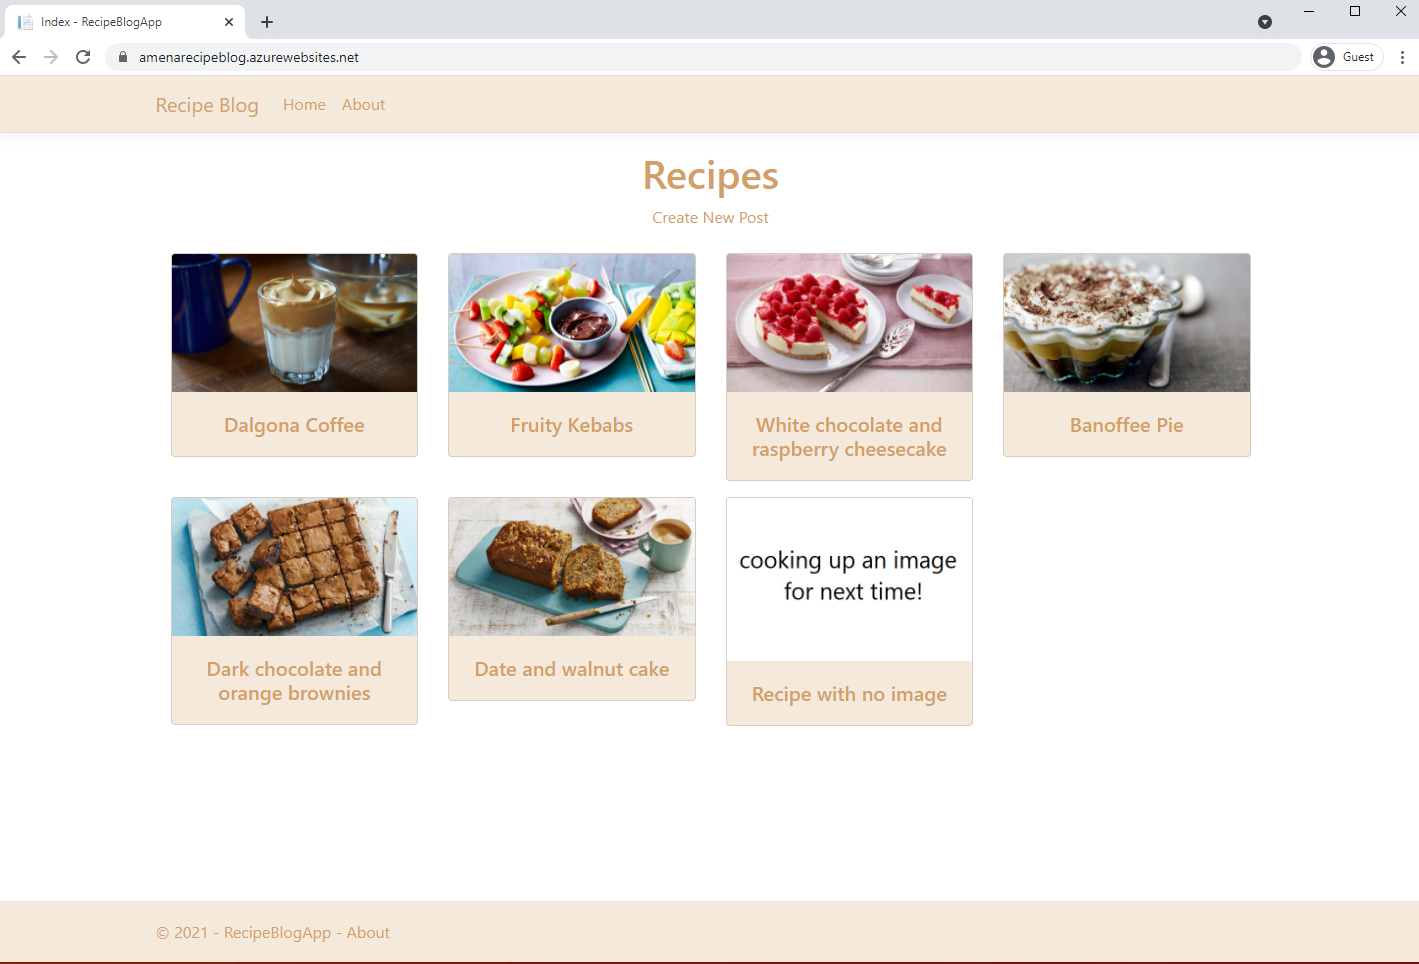 Index - RecipeBlogApp
amenarecipeblog.azurewebsites.net
Guest
Recipe Blog
Home
About
Recipes
Create New Post
Dalgona Coffee
Fruity Kebabs
White chocolate and
raspberry cheesecake
Banoffee Pie
Dark chocolate and
orange brownies
Date and walnut cake
cooking up an image
for next time!
Recipe with no image
© 2021 - RecipeBlogApp - About